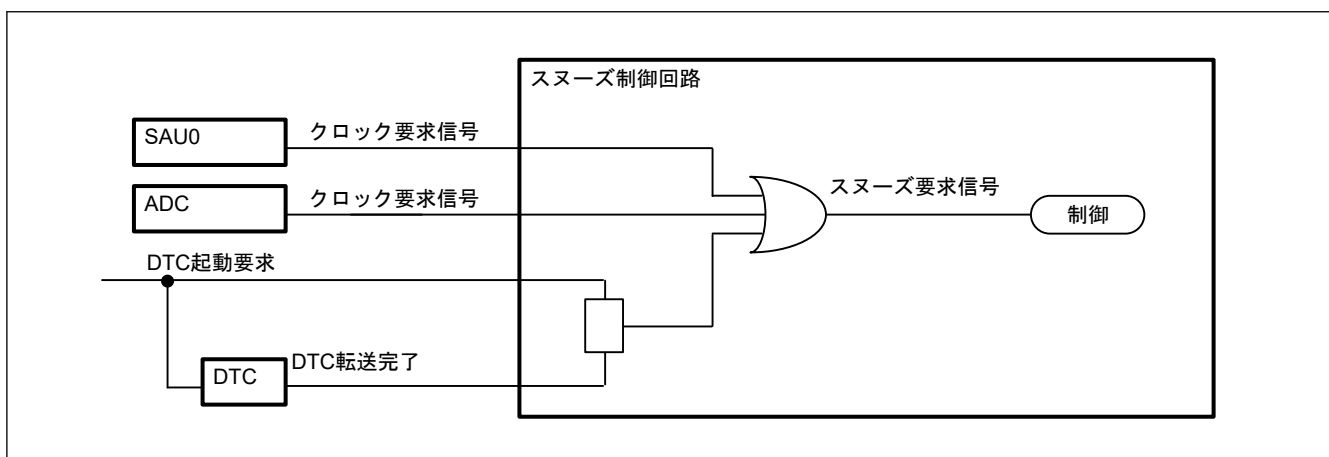 スヌーズ制御回路
SAU0
クロック要求信号
ADC
クロック要求信号
スヌーズ要求信号
制御
DTC起動要求
DTC
DTC転送完了